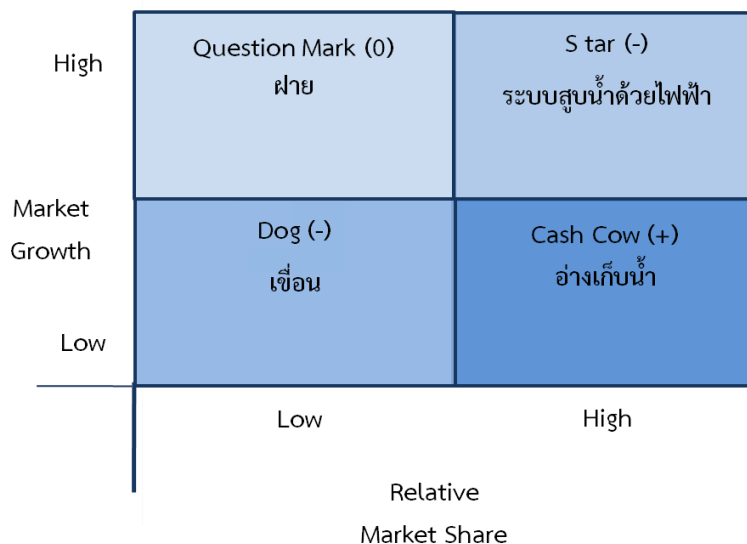 High
Question Mark (0)
ฝาย
S tar (-)
ระบบสูบน้ำด้วยไฟฟ้า
Market
Growth
Dog (-)
เขื่อน
Cash Cow (+)
อ่างเก็บน้ำ
Low
Low
High
Relative
Market Share